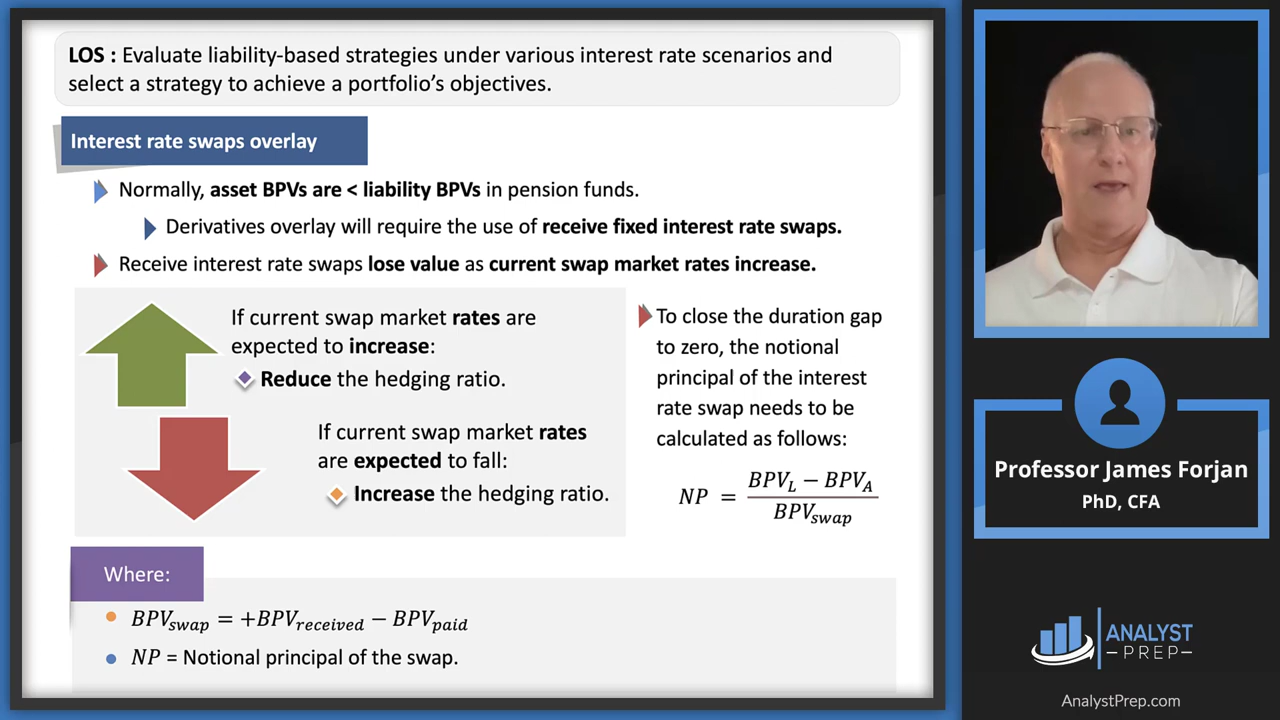 LOS : Evaluate liability-based strategies under various interest rate scenarios and
select a strategy to achieve a portfolio's objectives.
Interest rate swaps overlay
Normally, asset BPVs are < liability BPVs in pension funds.
Derivatives overlay will require the use of receive fixed interest rate swaps.
Receive interest rate swaps lose value as current swap market rates increase.
If current swap market rates are
expected to increase:
Reduce the hedging ratio.
If current swap market rates
are expected to fall:
Increase the hedging ratio.
To close the duration gap
to zero, the notional
principal of the interest
rate swap needs to be
calculated as follows:
NP = (BPV_L − BPV_A) / BPV_swap
Where:
BPV_swap = +BPV_received − BPV_paid
NP = Notional principal of the swap.
Professor James Forjan
PhD, CFA
ANALYST
PREP
AnalystPrep.com